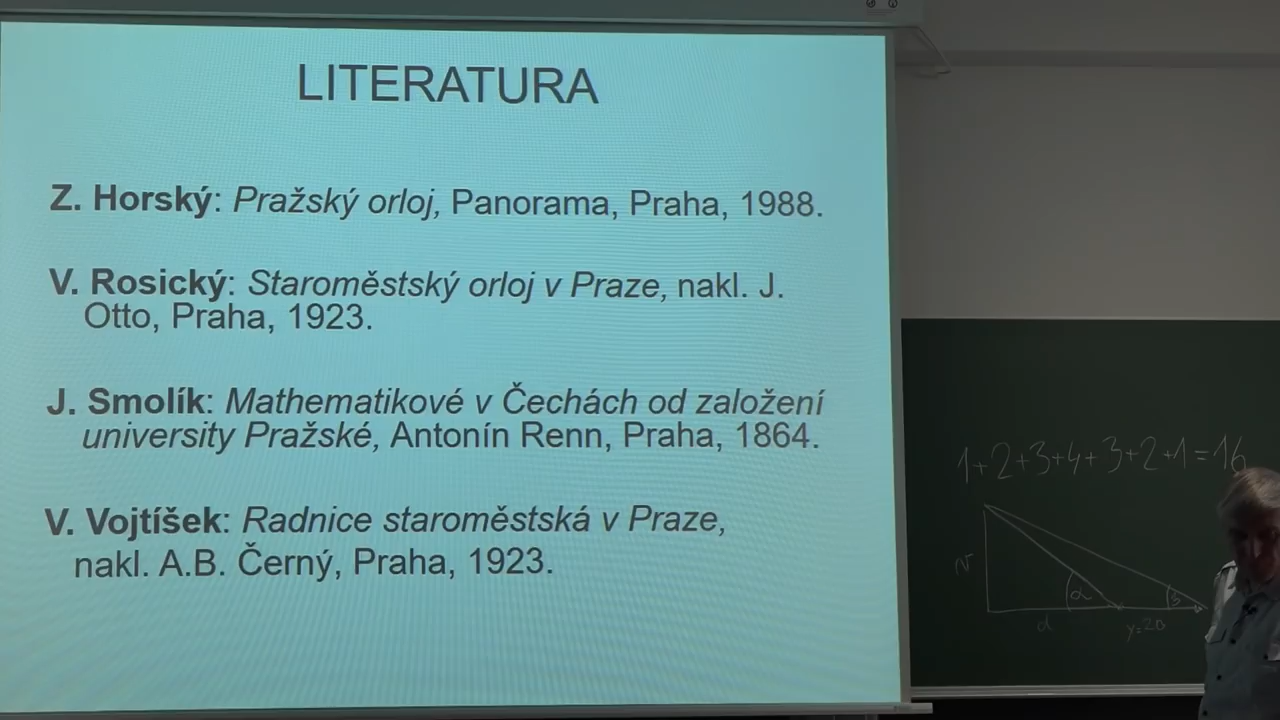 LITERATURA
Z. Horský: Pražský orloj, Panorama, Praha, 1988.
V. Rosický: Staroměstský orloj v Praze, nakl. J.
Otto, Praha, 1923.
J. Smolík: Mathematikové v Čechách od založení
university Pražské, Antonín Renn, Praha, 1864.
V. Vojtíšek: Radnice staroměstská v Praze,
nakl. A.B. Černý, Praha, 1923.
1+2+3+4+3+2+1=16
v
α
β
d
y=20